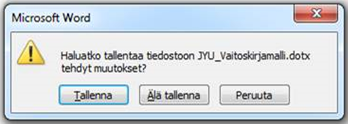 Microsoft Word
Haluatko tallentaa tiedostoon JYU_Vaitoskirjamalli.dotx
tehdyt muutokset?
Tallenna Älä tallenna Peruuta